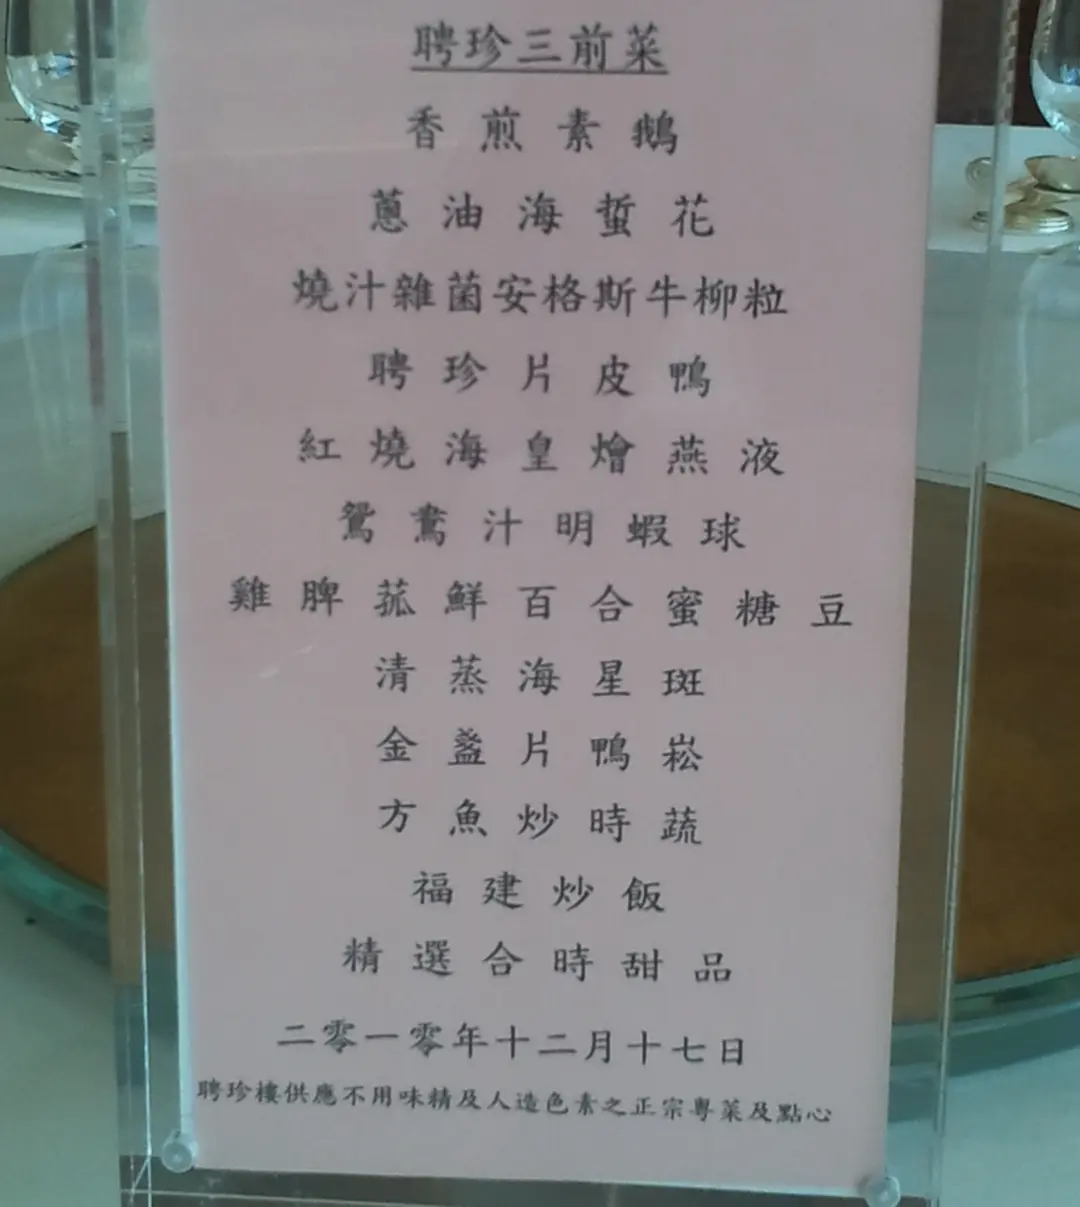 聘珍三前菜
香煎素鵝
蔥油海蜇花
燒汁雜菌安格斯牛柳粒
聘珍片皮鴨
紅燒海皇燴燕液
鴛鴦汁明蝦球
雞脾菰鮮百合蜜糖豆
清蒸海星斑
金盞片鴨崧
方魚炒時蔬
福建炒飯
精選合時甜品
二零一零年十二月十七日
聘珍樓供應不用味精及人造色素之正宗粵菜及點心